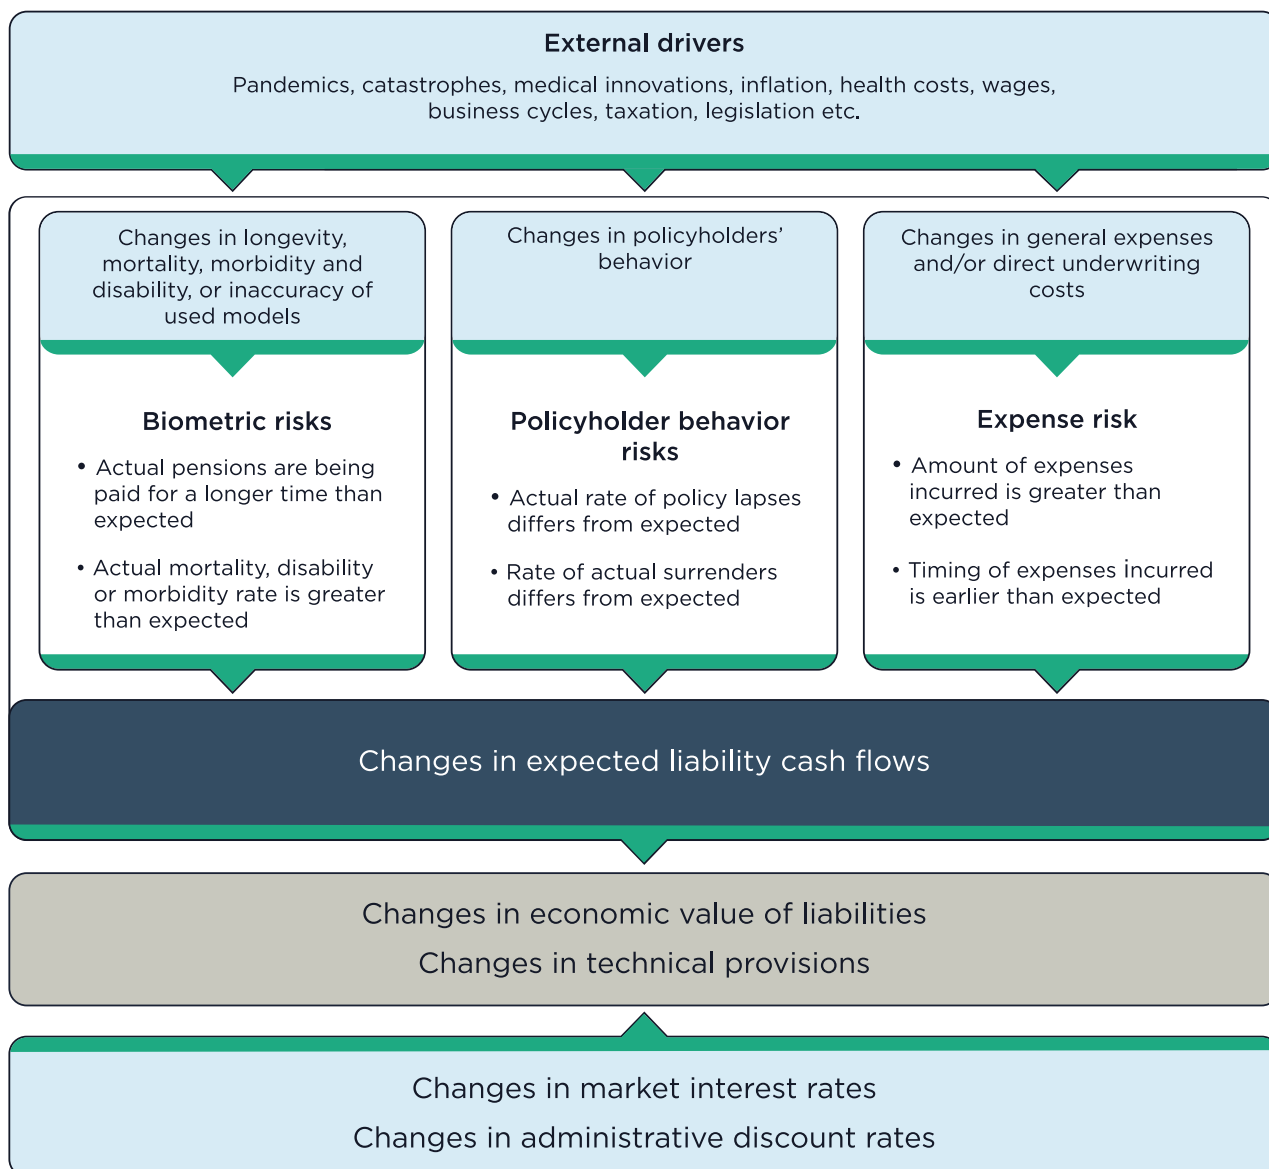 External drivers
Pandemics, catastrophes, medical innovations, inflation, health costs, wages,
business cycles, taxation, legislation etc.
Changes in longevity,
mortality, morbidity and
disability, or inaccuracy of
used models
Biometric risks
• Actual pensions are being
paid for a longer time than
expected
• Actual mortality, disability
or morbidity rate is greater
than expected
Changes in policyholders’
behavior
Policyholder behavior
risks
• Actual rate of policy lapses
differs from expected
• Rate of actual surrenders
differs from expected
Changes in general expenses
and/or direct underwriting
costs
Expense risk
• Amount of expenses
incurred is greater than
expected
• Timing of expenses incurred
is earlier than expected
Changes in expected liability cash flows
Changes in economic value of liabilities
Changes in technical provisions
Changes in market interest rates
Changes in administrative discount rates